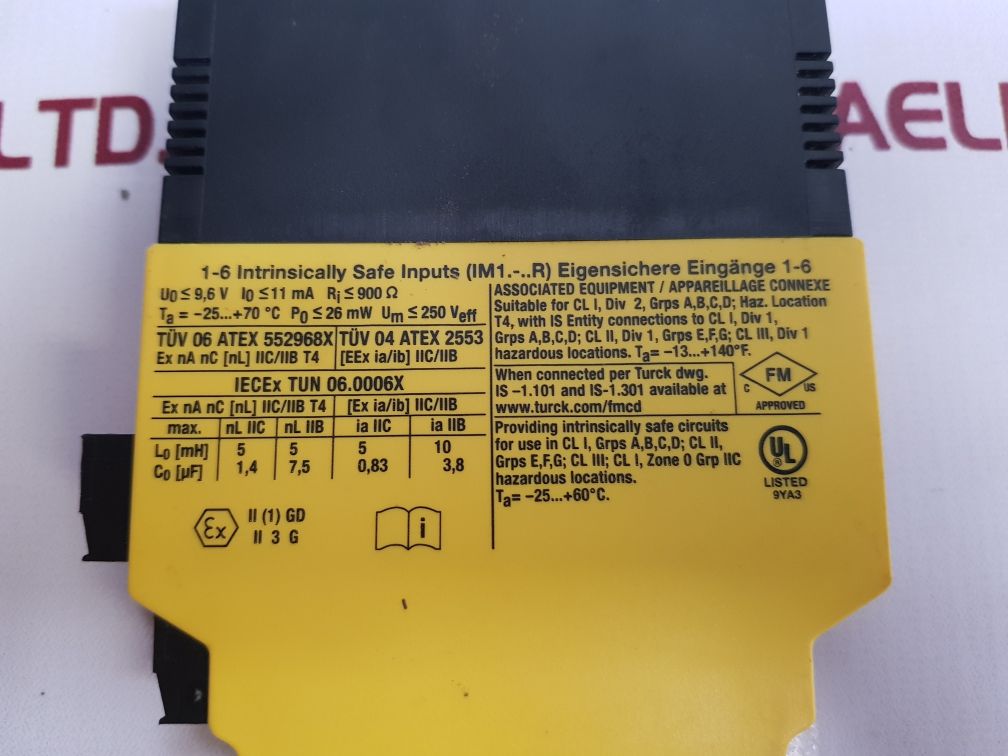 LTD.
AEL
1-6 Intrinsically Safe Inputs (IM1.-..R) Eigensichere Eingänge 1-6
U0 ≤ 9,6 V I0 ≤ 11 mA Ri ≤ 900 Ω
Ta = −25...+70 °C P0 ≤ 26 mW Um ≤ 250 Veff
TÜV 06 ATEX 552968X TÜV 04 ATEX 2553
Ex nA nC [nL] IIC/IIB T4 [EEx ia/ib] IIC/IIB
IECEx TUN 06.0006X
Ex nA nC [nL] IIC/IIB T4 [Ex ia/ib] IIC/IIB
max. nL IIC nL IIB ia IIC ia IIB
L0 [mH] 5 5 5 10
C0 [µF] 1,4 7,5 0,83 3,8
Ex II (1) GD
II 3 G
i
ASSOCIATED EQUIPMENT / APPAREILLAGE CONNEXE
Suitable for CL I, Div 2, Grps A,B,C,D; Haz. Location
T4, with IS Entity connections to CL I, Div 1,
Grps A,B,C,D; CL II, Div 1, Grps E,F,G; CL III, Div 1
hazardous locations. Ta= −13...+140°F.
When connected per Turck dwg.
IS −1.101 and IS-1.301 available at
www.turck.com/fmcd
FM
C US
APPROVED
Providing intrinsically safe circuits
for use in CL I, Grps A,B,C,D; CL II,
Grps E,F,G; CL III; CL I, Zone 0 Grp IIC
hazardous locations.
Ta= −25...+60°C.
UL
LISTED
9YA3